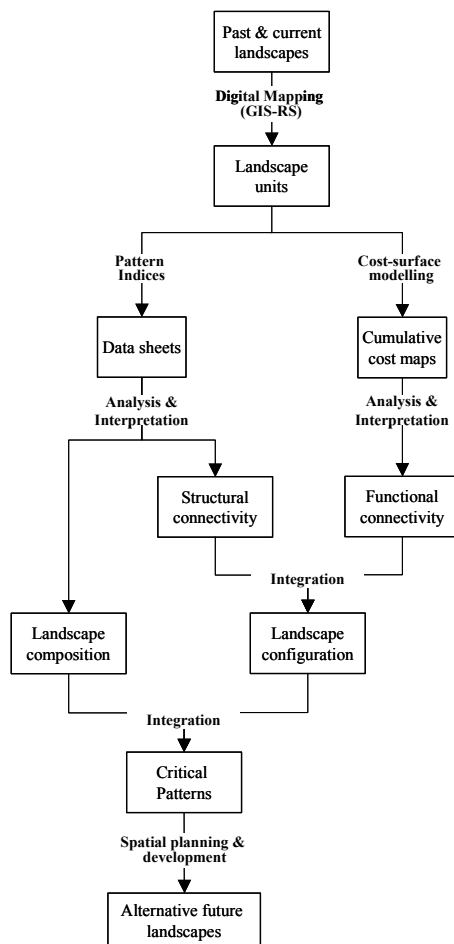 Past & current
landscapes
Digital Mapping
(GIS-RS)
Landscape
units
Pattern
Indices
Cost-surface
modelling
Data sheets
Cumulative
cost maps
Analysis &
Interpretation
Analysis &
Interpretation
Structural
connectivity
Functional
connectivity
Integration
Landscape
composition
Landscape
configuration
Integration
Critical
Patterns
Spatial planning &
development
Alternative future
landscapes